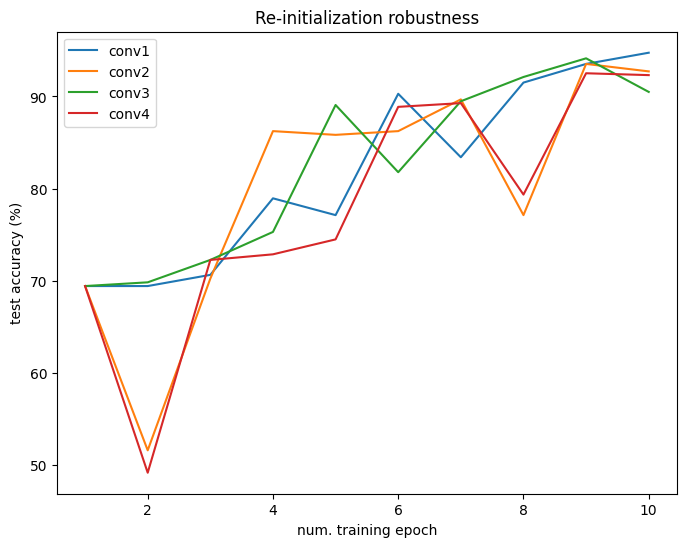 Re-initialization robustness
conv1
conv2
conv3
conv4
90
80
70
60
50
test accuracy (%)
2 4 6 8 10
num. training epoch